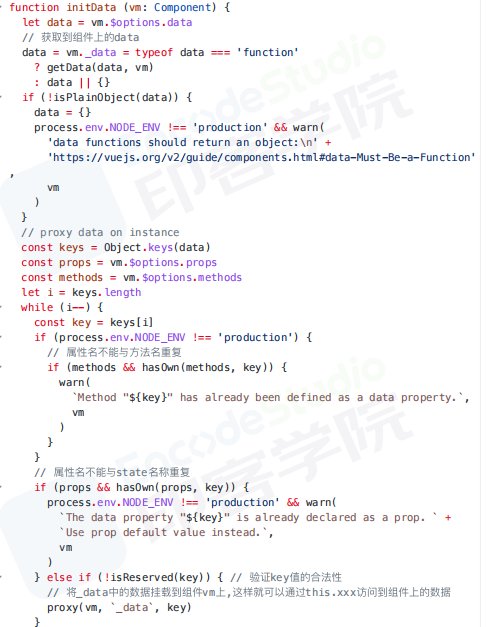 function initData (vm: Component) {
  let data = vm.$options.data
  // 获取到组件上的data
  data = vm._data = typeof data === 'function'
    ? getData(data, vm)
    : data || {}
  if (!isPlainObject(data)) {
    data = {}
    process.env.NODE_ENV !== 'production' && warn(
      'data functions should return an object:\n' +
      'https://vuejs.org/v2/guide/components.html#data-Must-Be-a-Function'
,
      vm
    )
  }
  // proxy data on instance
  const keys = Object.keys(data)
  const props = vm.$options.props
  const methods = vm.$options.methods
  let i = keys.length
  while (i--) {
    const key = keys[i]
    if (process.env.NODE_ENV !== 'production') {
      // 属性名不能与方法名重复
      if (methods && hasOwn(methods, key)) {
        warn(
          `Method "${key}" has already been defined as a data property.`,
          vm
        )
      }
    }
    // 属性名不能与state名称重复
    if (props && hasOwn(props, key)) {
      process.env.NODE_ENV !== 'production' && warn(
        `The data property "${key}" is already declared as a prop. ` +
        `Use prop default value instead.`,
        vm
      )
    } else if (!isReserved(key)) { // 验证key值的合法性
      // 将_data中的数据挂载到组件vm上,这样就可以通过this.xxx访问到组件上的数据
      proxy(vm, `_data`, key)
    }
EncodeStudio
印客学院
EncodeStudio
印客学院